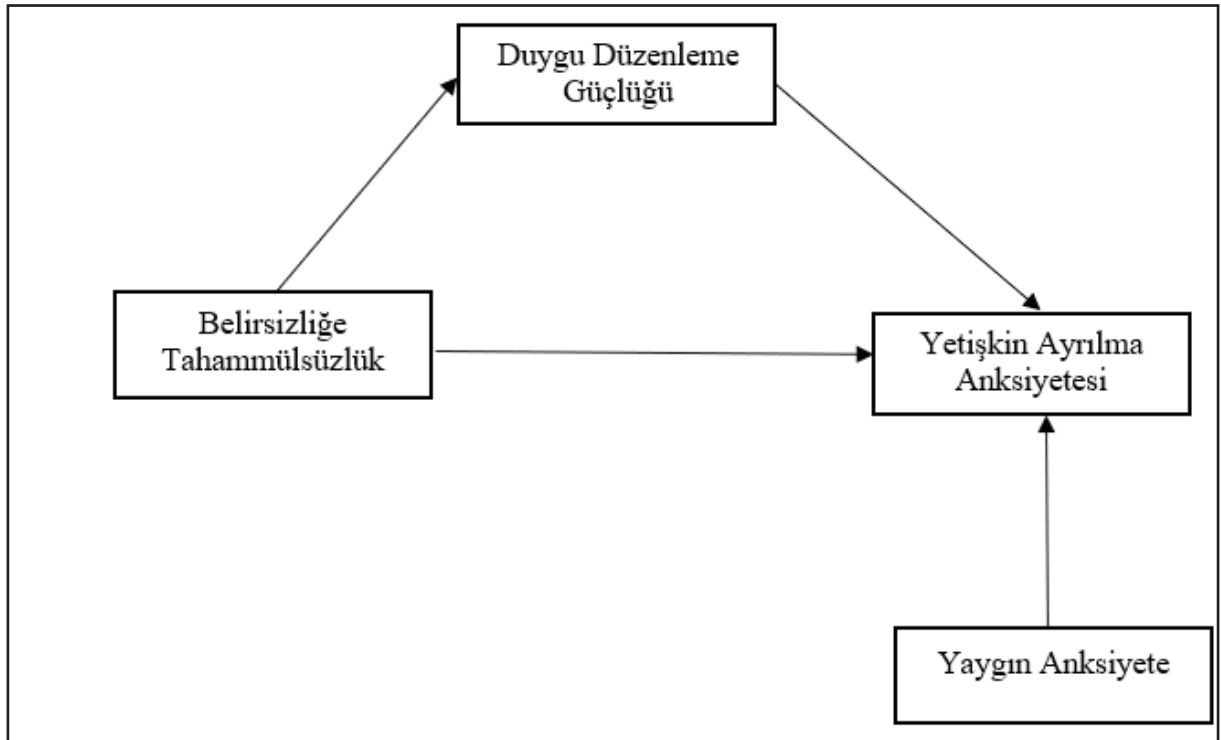 Duygu Düzenleme
Güçlüğü
Belirsizliğe
Tahammülsüzlük
Yetişkin Ayrılma
Anksiyetesi
Yaygın Anksiyete